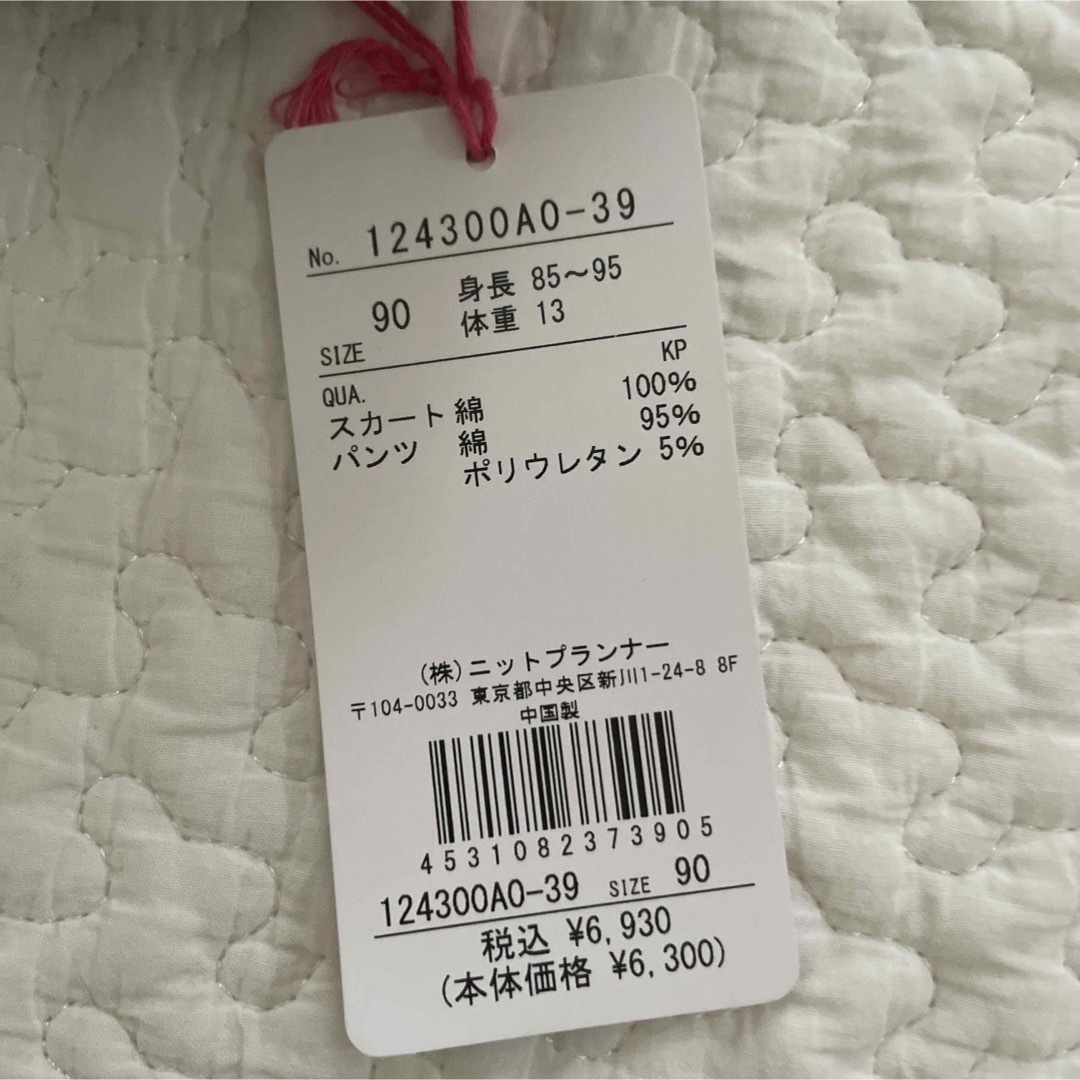 No. 124300A0-39
90 身長 85～95
体重 13
SIZE
KP
QUA.
スカート 綿 100%
パンツ 綿 95%
ポリウレタン 5%
(株)ニットプランナー
〒104-0033 東京都中央区新川1-24-8 8F
中国製
4531082373905
124300A0-39 SIZE 90
税込 ¥6,930
(本体価格 ¥6,300)